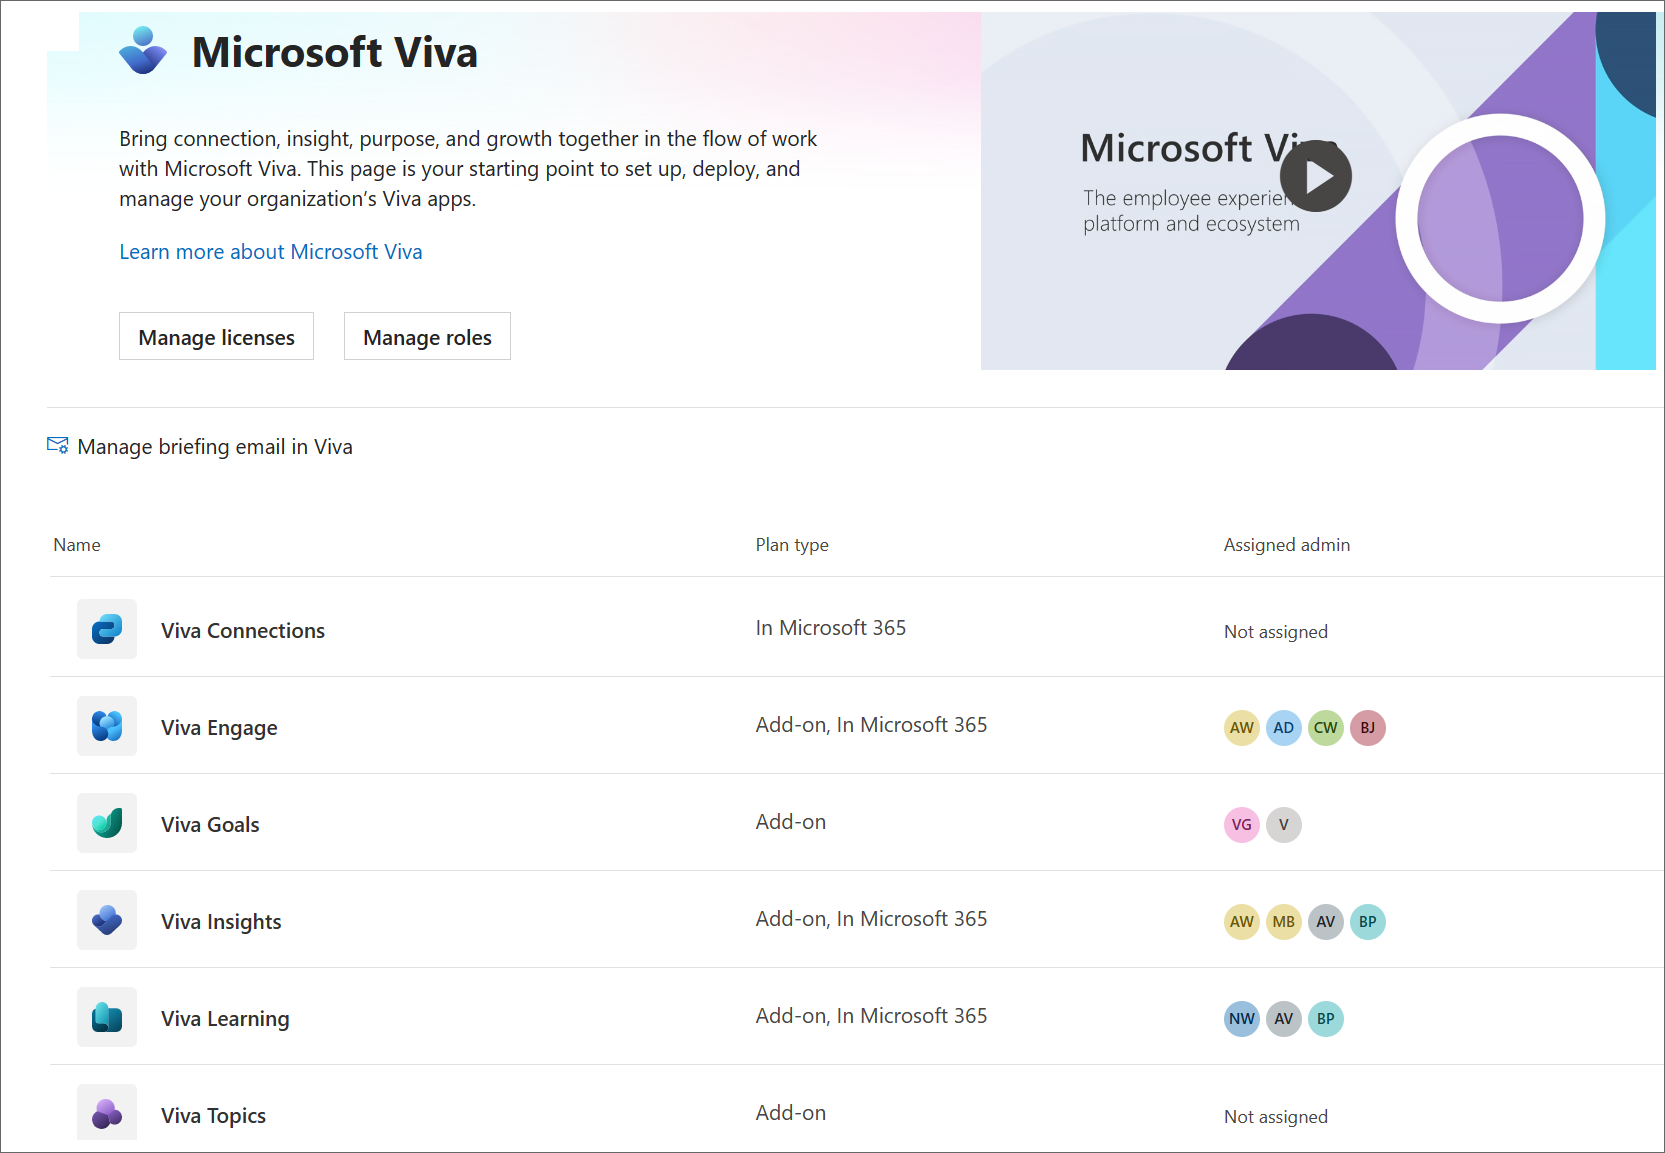 Microsoft Viva
Bring connection, insight, purpose, and growth together in the flow of work
with Microsoft Viva. This page is your starting point to set up, deploy, and
manage your organization’s Viva apps.
Learn more about Microsoft Viva
Manage licenses
Manage roles
Microsoft Viva
The employee experien
platform and ecosystem
Manage briefing email in Viva
Name Plan type Assigned admin
Viva Connections In Microsoft 365 Not assigned
Viva Engage Add-on, In Microsoft 365 AW AD CW BJ
Viva Goals Add-on VG V
Viva Insights Add-on, In Microsoft 365 AW MB AV BP
Viva Learning Add-on, In Microsoft 365 NW AV BP
Viva Topics Add-on Not assigned